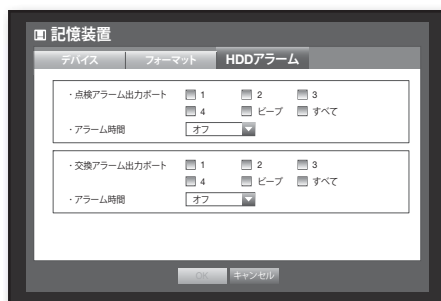 記憶装置
デバイス フォーマット HDDアラーム
・点検アラーム出力ポート 1 2 3
4 ビープ すべて
・アラーム時間 オフ
・交換アラーム出力ポート 1 2 3
4 ビープ すべて
・アラーム時間 オフ
OK キャンセル